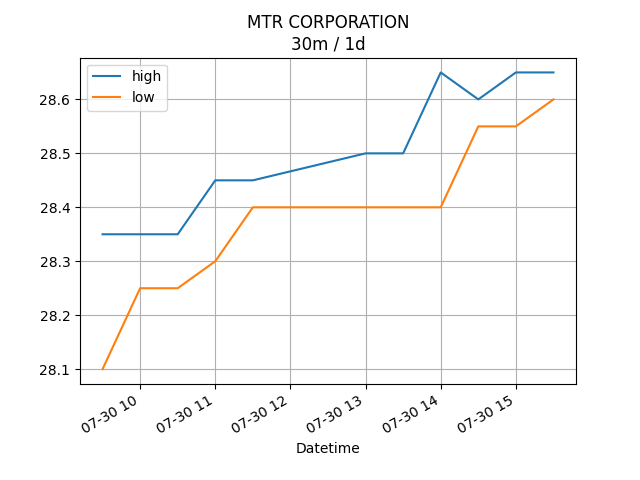 MTR CORPORATION
30m / 1d
high
low
28.6
28.5
28.4
28.3
28.2
28.1
07-30 10
07-30 11
07-30 12
07-30 13
07-30 14
07-30 15
Datetime